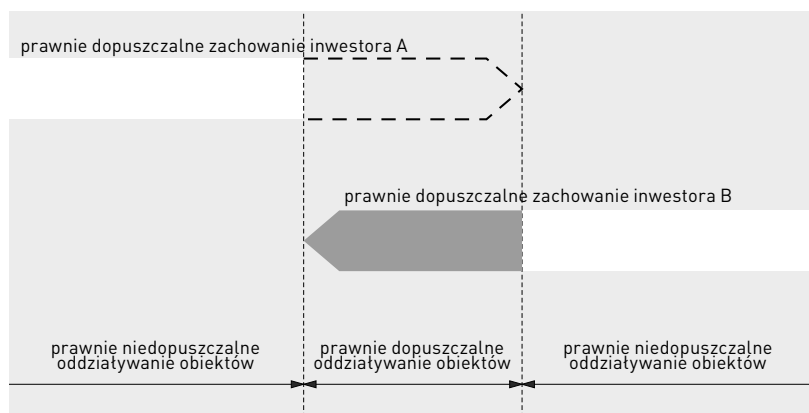 prawnie dopuszczalne zachowanie inwestora A
prawnie dopuszczalne zachowanie inwestora B
prawnie niedopuszczalne
oddziaływanie obiektów
prawnie dopuszczalne
oddziaływanie obiektów
prawnie niedopuszczalne
oddziaływanie obiektów